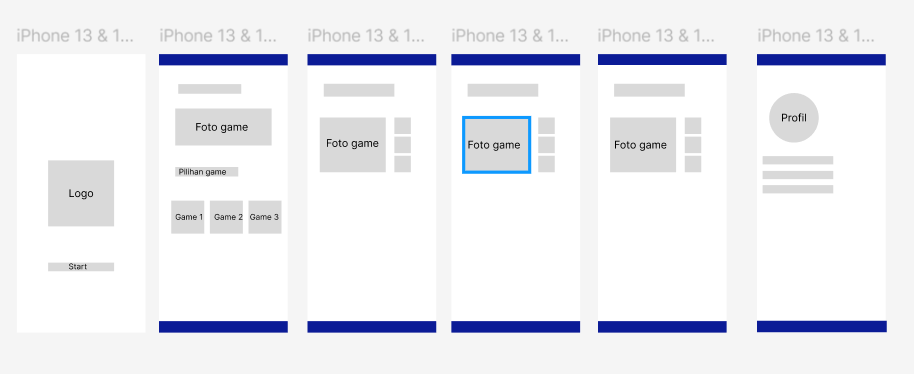 iPhone 13 & 1...
iPhone 13 & 1...
iPhone 13 & 1...
iPhone 13 & 1...
iPhone 13 & 1...
iPhone 13 & 1...
Logo
Start
Foto game
Pilihan game
Game 1
Game 2
Game 3
Foto game
Foto game
Foto game
Profil